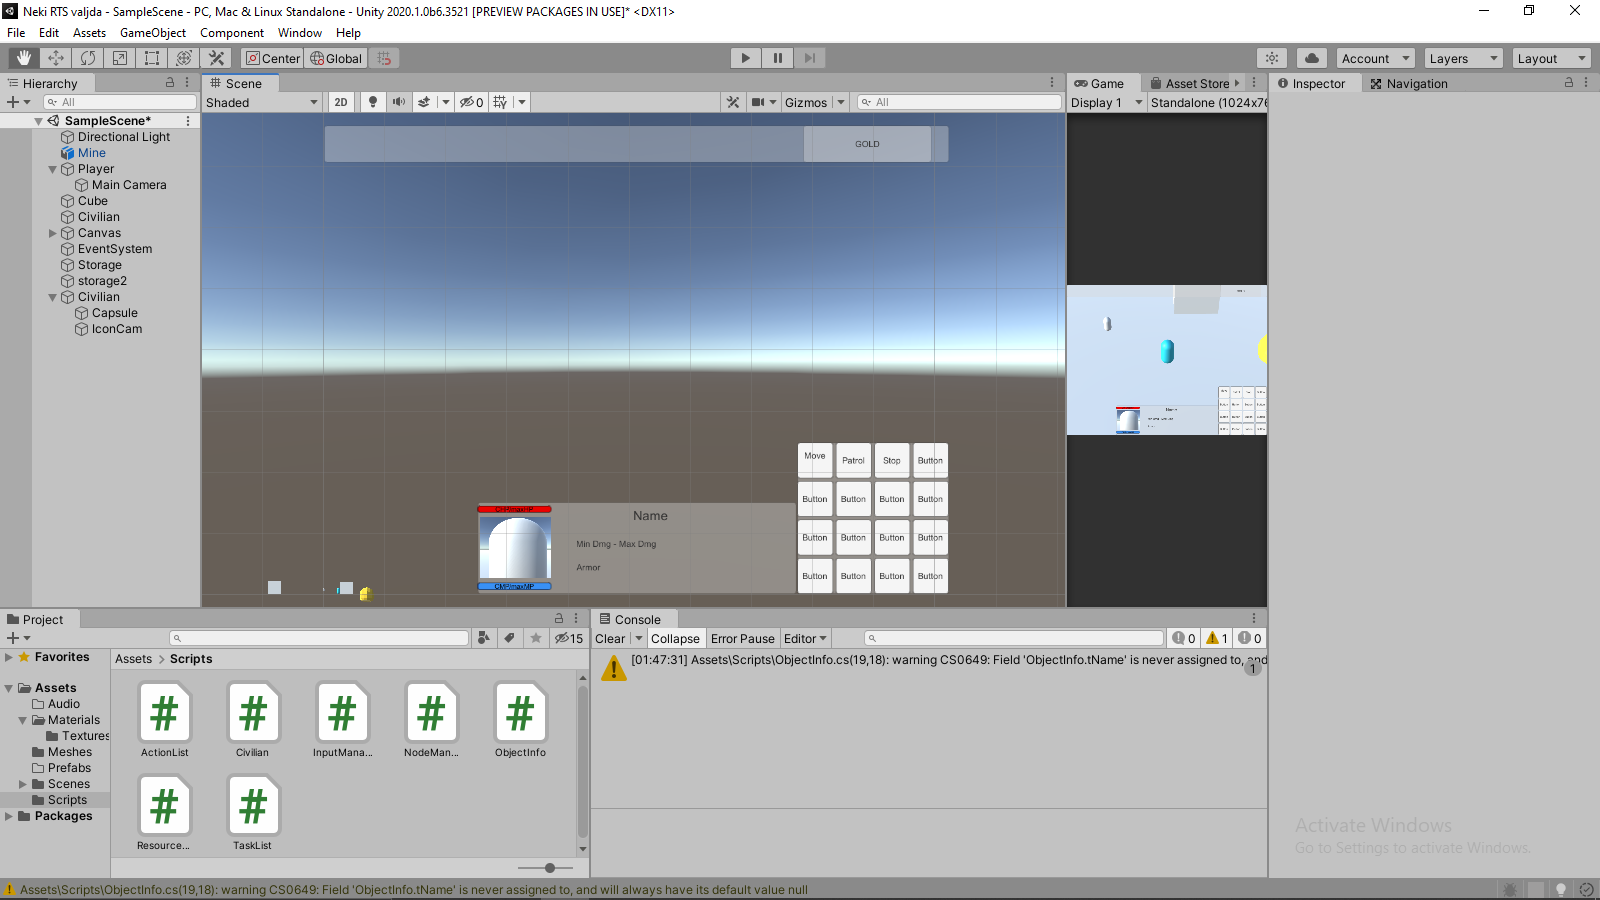 Neki RTS valjda - SampleScene - PC, Mac & Linux Standalone - Unity 2020.1.0b6.3521 [PREVIEW PACKAGES IN USE]* <DX11>
File Edit Assets GameObject Component Window Help
Center Global Account Layers Layout
Hierarchy
All
SampleScene*
Directional Light
Mine
Player
Main Camera
Cube
Civilian
Canvas
EventSystem
Storage
storage2
Civilian
Capsule
IconCam
Scene
Shaded 2D 0 Gizmos All
GOLD
Move Patrol Stop Button
Button Button Button Button
Button Button Button Button
Button Button Button Button
Name
Min Dmg - Max Dmg
Armor
CMP/maxMP
Game Asset Store
Display 1 Standalone (1024x76
Inspector Navigation
Project
15
Favorites
Assets
Audio
Materials
Textures
Meshes
Prefabs
Scenes
Scripts
Packages
Assets > Scripts
ActionList Civilian InputMana... NodeMan... ObjectInfo
Resource... TaskList
Console
Clear Collapse Error Pause Editor 0 1 0
[01:47:31] Assets\Scripts\ObjectInfo.cs(19,18): warning CS0649: Field 'ObjectInfo.tName' is never assigned to, and
1
Activate Windows
Go to Settings to activate Windows.
Assets\Scripts\ObjectInfo.cs(19,18): warning CS0649: Field 'ObjectInfo.tName' is never assigned to, and will always have its default value null